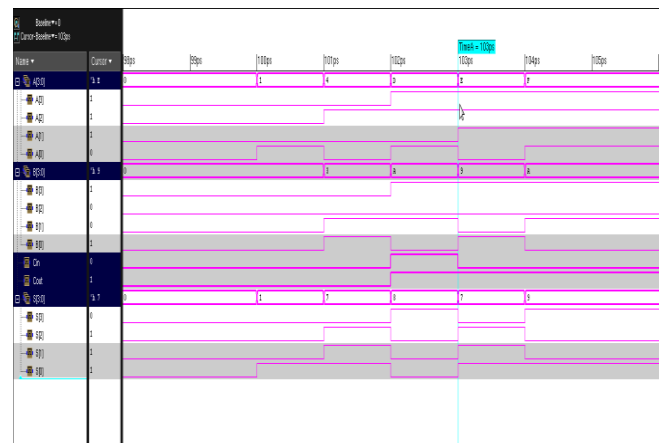 Baseline▼= 0
Cursor-Baseline▼= 103ps
TimeA = 103ps
Name ▼ Cursor ▼ 98ps 99ps 100ps 101ps 102ps 103ps 104ps 105ps
A[3:0] 'h E 0 1 4 D E F
A[3] 1
A[2] 1
A[1] 1
A[0] 0
B[3:0] 'h 9 0 3 A 9 A
B[3] 1
B[2] 0
B[1] 0
B[0] 1
Cin 0
Cout 1
S[3:0] 'h 7 0 1 7 8 7 9
S[3] 0
S[2] 1
S[1] 1
S[0] 1